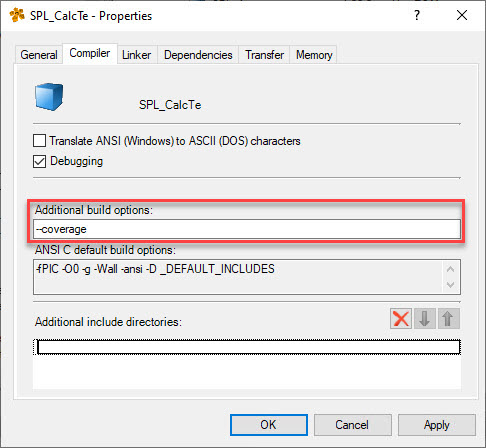 SPL_CalcTe - Properties
General Compiler Linker Dependencies Transfer Memory
SPL_CalcTe
Translate ANSI (Windows) to ASCII (DOS) characters
Debugging
Additional build options:
--coverage
ANSI C default build options:
-fPIC -O0 -g -Wall -ansi -D _DEFAULT_INCLUDES
Additional include directories:
OK Cancel Apply